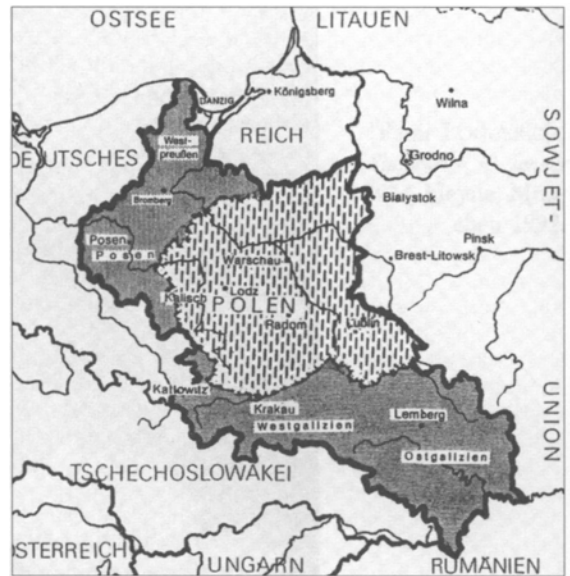 OSTSEE
LITAUEN
DANZIG
Königsberg
Wilna
SOWJET-
West-
preußen
REICH
DEUTSCHES
Grodno
Bromberg
Bialystok
Posen
Posen
Warschau
Brest-Litowsk
Pinsk
Kalisch
Lodz
POLEN
Radom
Lublin
UNION
Kattowitz
Krakau
Lemberg
Westgalizien
Ostgalizien
TSCHECHOSLOWAKEI
ÖSTERREICH
UNGARN
RUMÄNIEN